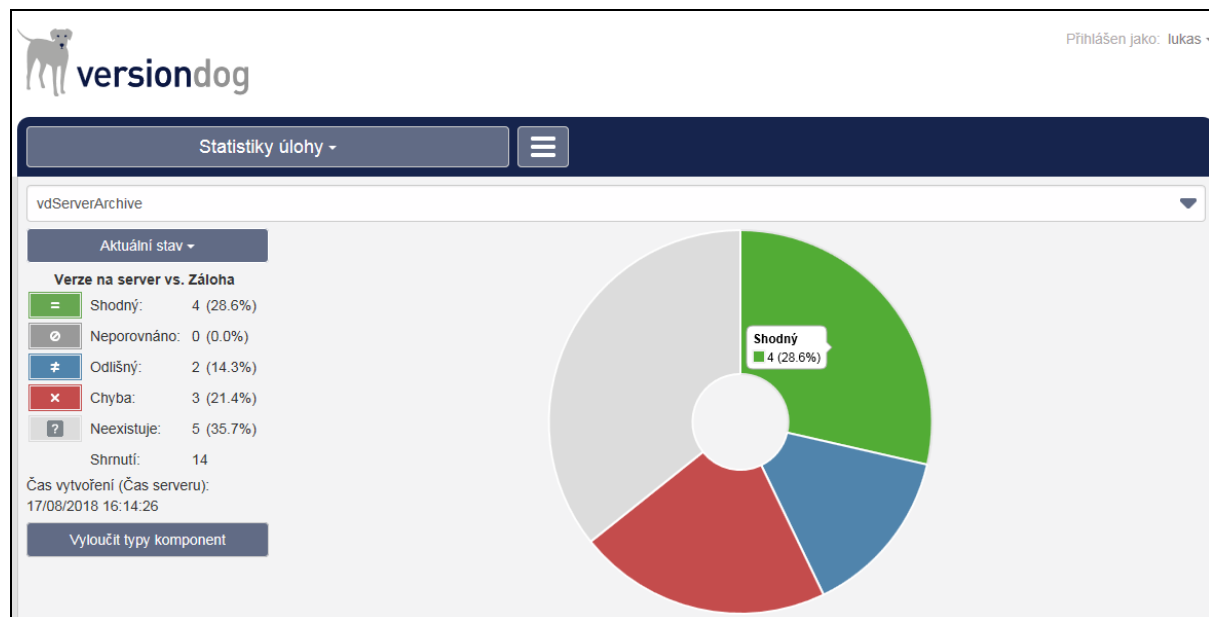 Přihlášen jako: lukas
versiondog
Statistiky úlohy
vdServerArchive
Aktuální stav
Verze na server vs. Záloha
= Shodný: 4 (28.6%)
Neporovnáno: 0 (0.0%)
≠ Odlišný: 2 (14.3%)
× Chyba: 3 (21.4%)
? Neexistuje: 5 (35.7%)
Shrnutí: 14
Čas vytvoření (Čas serveru):
17/08/2018 16:14:26
Vyloučit typy komponent
Shodný
4 (28.6%)